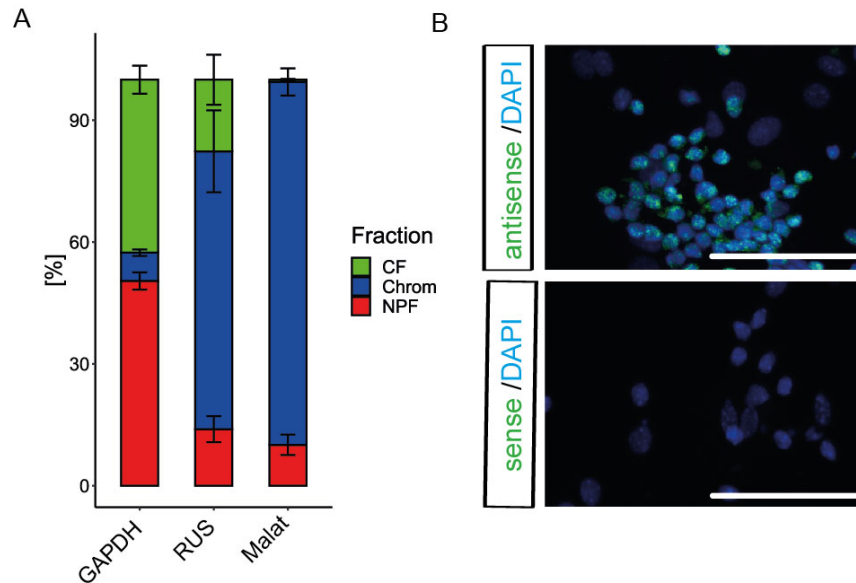 A
B
[%]
90
60
30
0
GAPDH
RUS
Malat
Fraction
CF
Chrom
NPF
antisense /DAPI
sense /DAPI